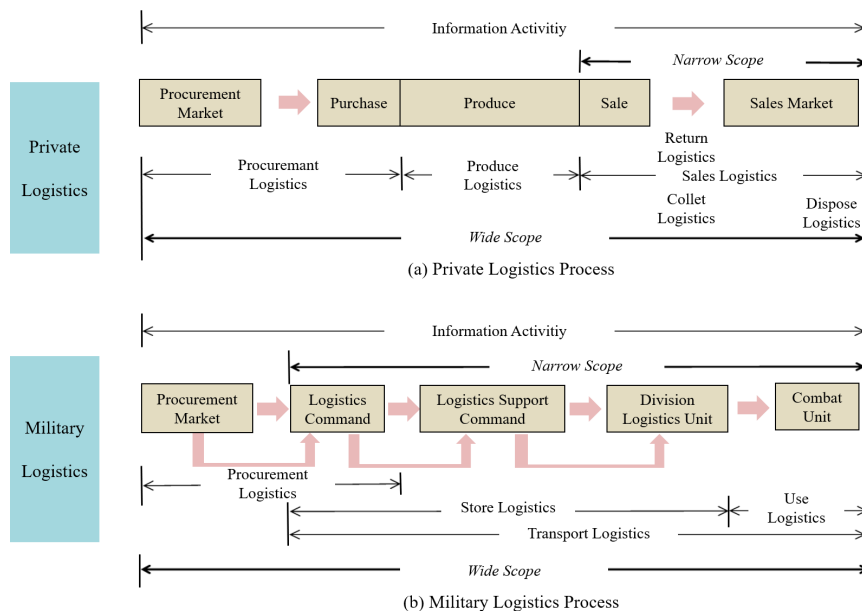 Information Activitiy
Narrow Scope
Procurement
Market
Purchase
Produce
Sale
Sales Market
Private
Logistics
Procuremant
Logistics
Produce
Logistics
Return
Logistics
Sales Logistics
Collet
Logistics
Dispose
Logistics
Wide Scope
(a) Private Logistics Process
Information Activitiy
Narrow Scope
Military
Logistics
Procurement
Market
Logistics
Command
Logistics Support
Command
Division
Logistics Unit
Combat
Unit
Procurement
Logistics
Store Logistics
Use
Logistics
Transport Logistics
Wide Scope
(b) Military Logistics Process